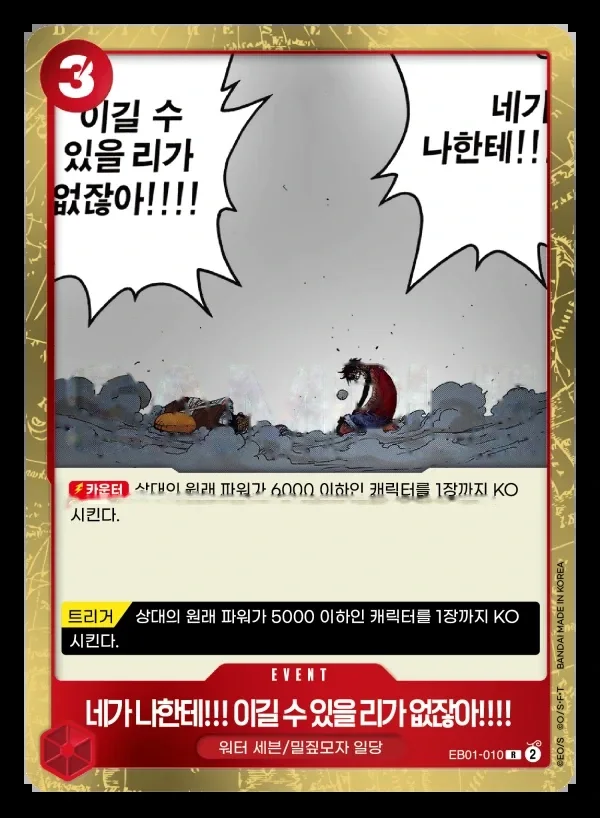 3
이길 수
있을 리가
없잖아!!!!
네가
나한테!!!
카운터 상대의 원래 파워가 6000 이하인 캐릭터를 1장까지 KO
시킨다.
트리거 상대의 원래 파워가 5000 이하인 캐릭터를 1장까지 KO
시킨다.
EVENT
네가 나한테!!! 이길 수 있을 리가 없잖아!!!!
워터 세븐/밀짚모자 일당
EB01-010 R 2
©EO/S ©O/S·F·T BANDAI MADE IN KOREA